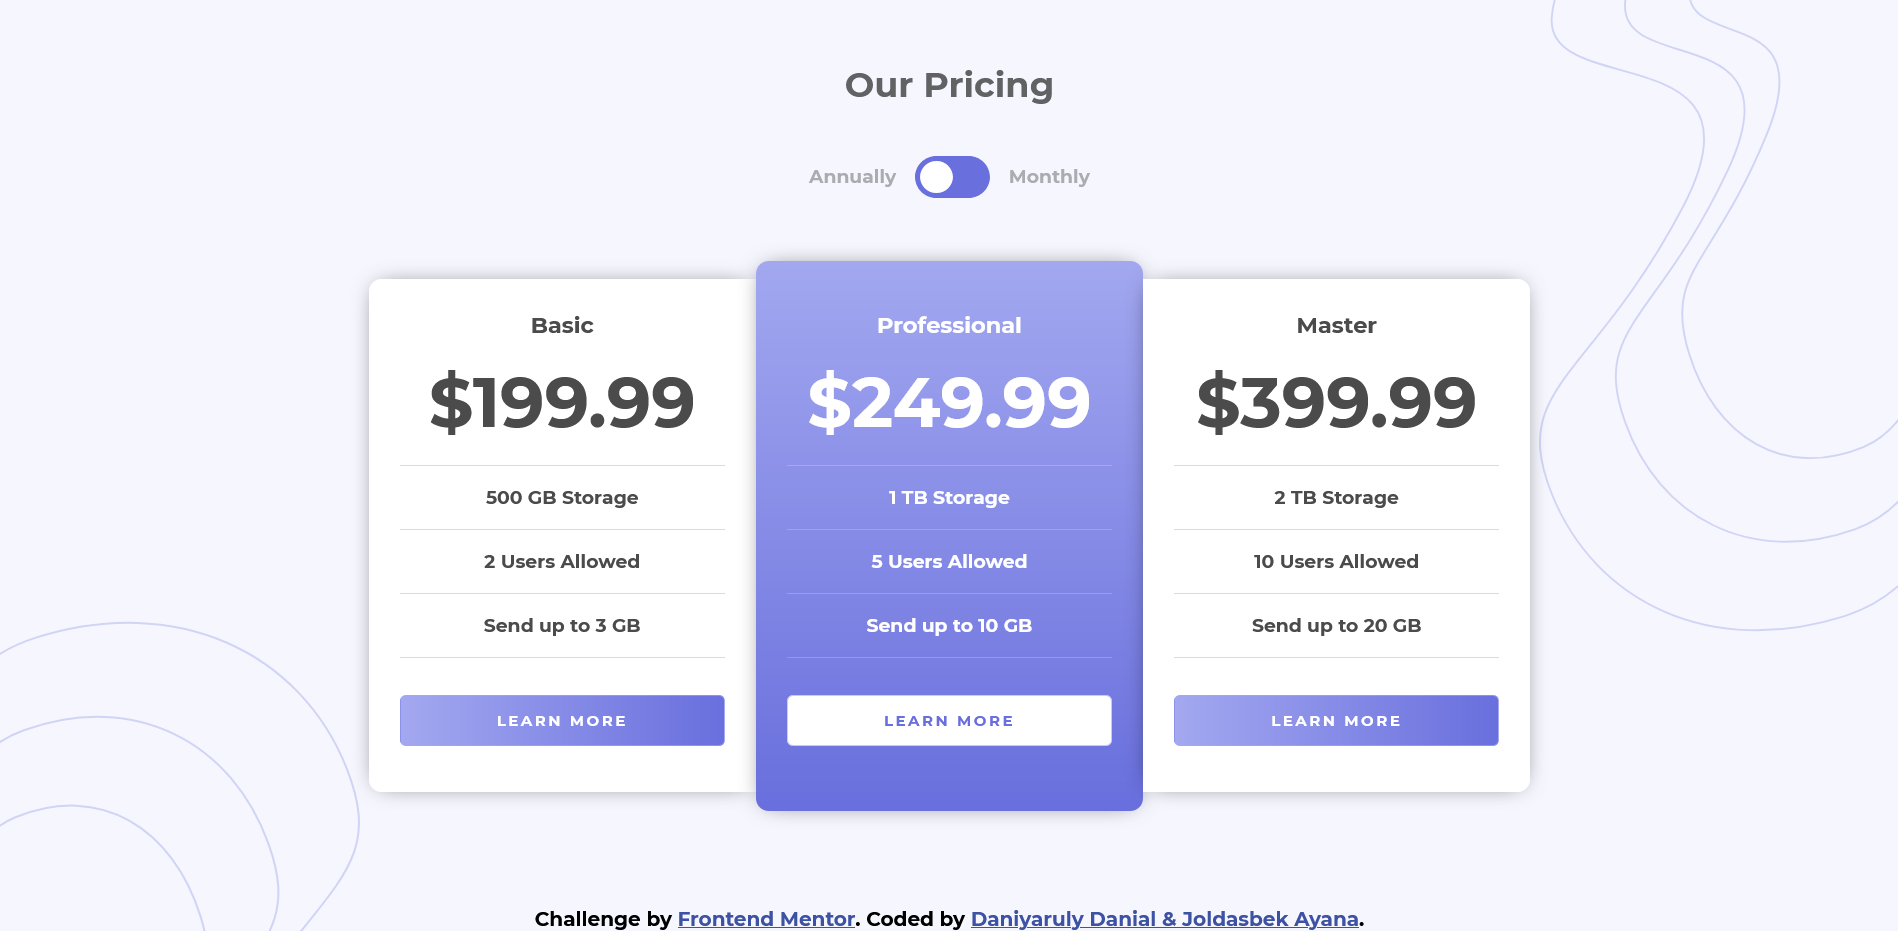 Our Pricing
Annually Monthly
Basic
$199.99
500 GB Storage
2 Users Allowed
Send up to 3 GB
LEARN MORE
Professional
$249.99
1 TB Storage
5 Users Allowed
Send up to 10 GB
LEARN MORE
Master
$399.99
2 TB Storage
10 Users Allowed
Send up to 20 GB
LEARN MORE
Challenge by Frontend Mentor. Coded by Daniyaruly Danial & Joldasbek Ayana.